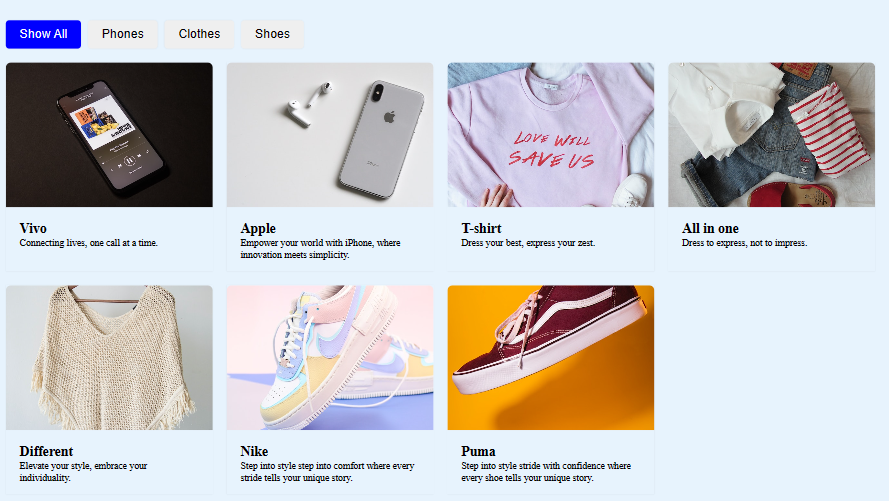 Show All
Phones
Clothes
Shoes
LOVE WILL
SAVE US
Vivo
Connecting lives, one call at a time.
Apple
Empower your world with iPhone, where
innovation meets simplicity.
T-shirt
Dress your best, express your zest.
All in one
Dress to express, not to impress.
Different
Elevate your style, embrace your
individuality.
Nike
Step into style step into comfort where every
stride tells your unique story.
Puma
Step into style stride with confidence where
every shoe tells your unique story.